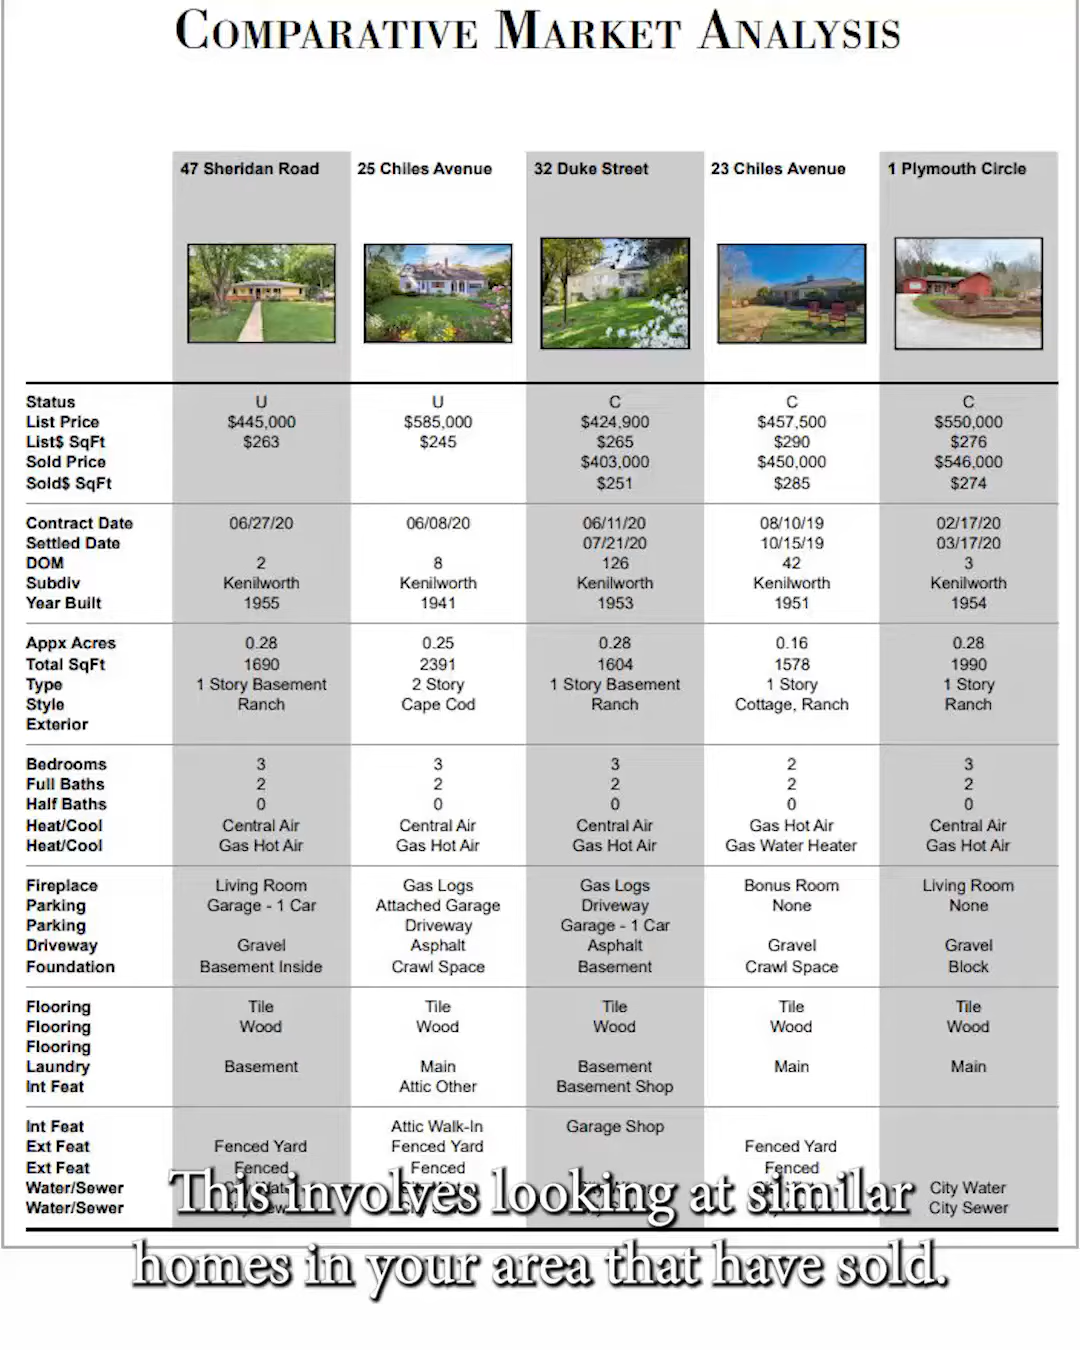 COMPARATIVE MARKET ANALYSIS
47 Sheridan Road 25 Chiles Avenue 32 Duke Street 23 Chiles Avenue 1 Plymouth Circle
Status U U C C C
List Price $445,000 $585,000 $424,900 $457,500 $550,000
List$ SqFt $263 $245 $265 $290 $276
Sold Price $403,000 $450,000 $546,000
Sold$ SqFt $251 $285 $274
Contract Date 06/27/20 06/08/20 06/11/20 08/10/19 02/17/20
Settled Date 07/21/20 10/15/19 03/17/20
DOM 2 8 126 42 3
Subdiv Kenilworth Kenilworth Kenilworth Kenilworth Kenilworth
Year Built 1955 1941 1953 1951 1954
Appx Acres 0.28 0.25 0.28 0.16 0.28
Total SqFt 1690 2391 1604 1578 1990
Type 1 Story Basement 2 Story 1 Story Basement 1 Story 1 Story
Style Ranch Cape Cod Ranch Cottage, Ranch Ranch
Exterior
Bedrooms 3 3 3 2 3
Full Baths 2 2 2 2 2
Half Baths 0 0 0 0 0
Heat/Cool Central Air Central Air Central Air Gas Hot Air Central Air
Heat/Cool Gas Hot Air Gas Hot Air Gas Hot Air Gas Water Heater Gas Hot Air
Fireplace Living Room Gas Logs Gas Logs Bonus Room Living Room
Parking Garage - 1 Car Attached Garage Driveway None None
Parking Driveway Garage - 1 Car
Driveway Gravel Asphalt Asphalt Gravel Gravel
Foundation Basement Inside Crawl Space Basement Crawl Space Block
Flooring Tile Tile Tile Tile Tile
Flooring Wood Wood Wood Wood Wood
Flooring
Laundry Basement Main Basement Main Main
Int Feat Attic Other Basement Shop
Int Feat Attic Walk-In Garage Shop
Ext Feat Fenced Yard Fenced Yard Fenced Yard
Ext Feat Fenced Fenced Fenced
Water/Sewer City Water
Water/Sewer City Sewer
This involves looking at similar
homes in your area that have sold.